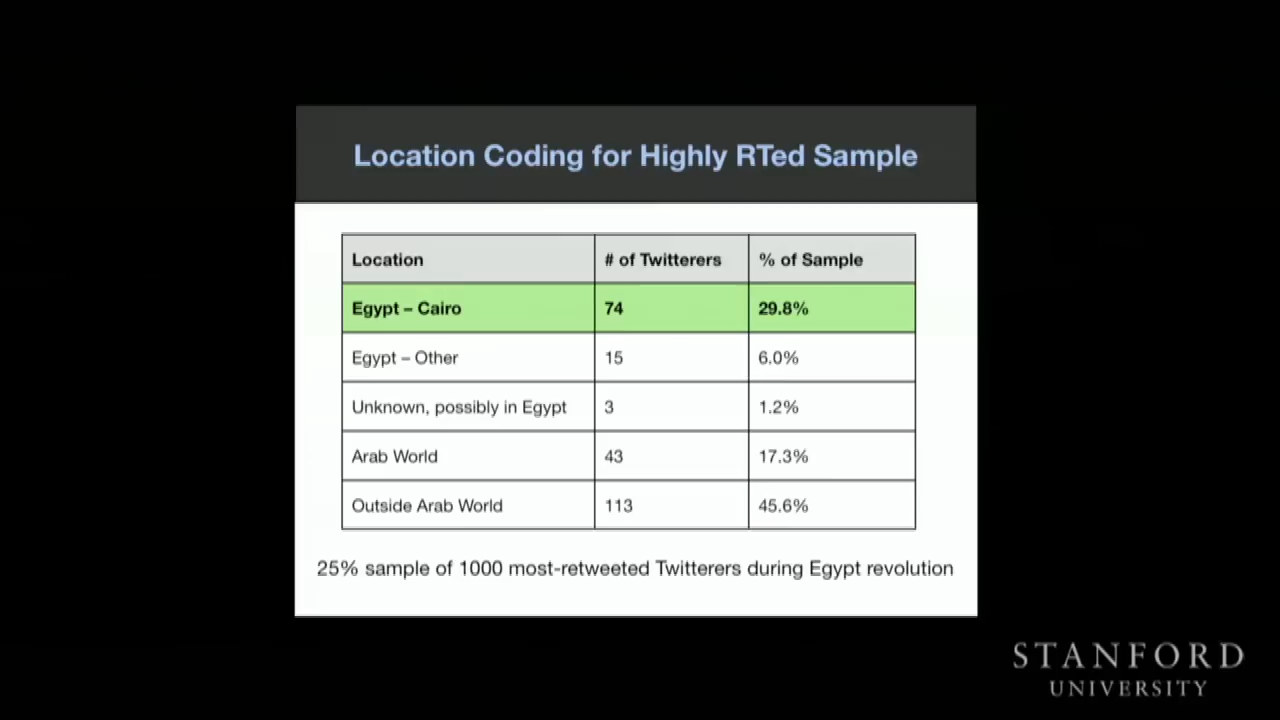 Location Coding for Highly RTed Sample
Location # of Twitterers % of Sample
Egypt – Cairo 74 29.8%
Egypt – Other 15 6.0%
Unknown, possibly in Egypt 3 1.2%
Arab World 43 17.3%
Outside Arab World 113 45.6%
25% sample of 1000 most-retweeted Twitterers during Egypt revolution
STANFORD
UNIVERSITY